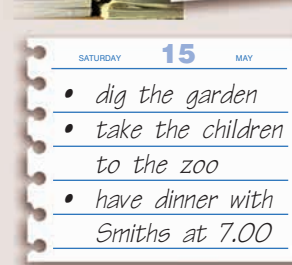 SATURDAY 15 MAY
• dig the garden
• take the children
to the zoo
• have dinner with
Smiths at 7.00